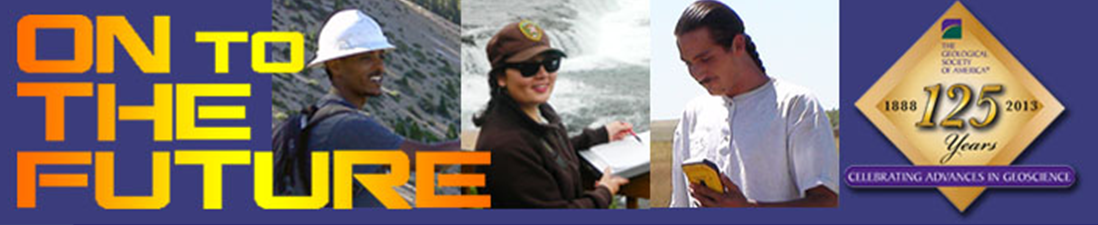 ON TO
THE
FUTURE
THE
GEOLOGICAL
SOCIETY
OF AMERICA®
1888 125 2013
Years
CELEBRATING ADVANCES IN GEOSCIENCE